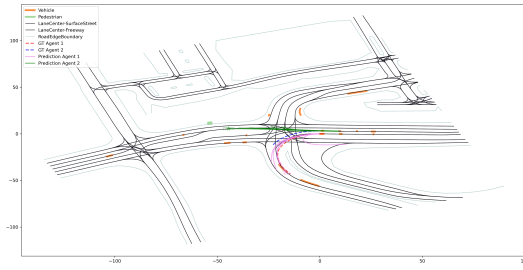 Vehicle
Pedestrian
LaneCenter-SurfaceStreet
LaneCenter-Freeway
RoadEdgeBoundary
GT Agent 1
GT Agent 2
Prediction Agent 1
Prediction Agent 2
100
50
0
−50
−100
−100
−50
0
50